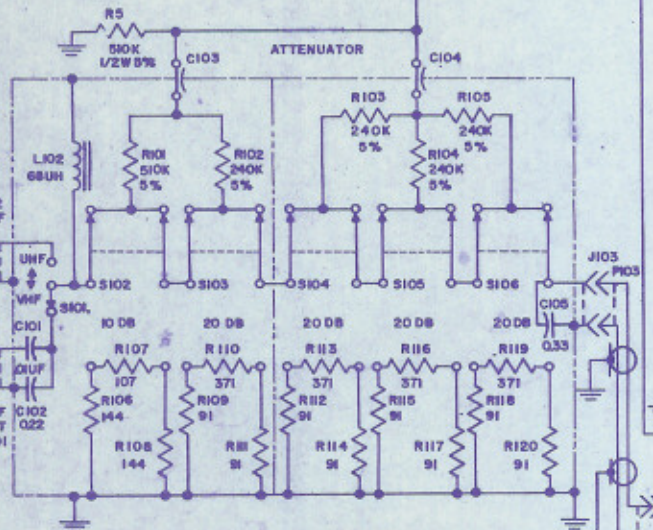 R5
510K
1/2W 5%
ATTENUATOR
C103
C104
R103
240K
5%
R105
240K
5%
L102
68UH
R101
510K
5%
R102
240K
5%
R104
240K
5%
UHF
VHF
S101
S102
S103
S104
S105
S106
J103
P103
C101
.01UF
C102
0.22
C105
0.33
10 DB
20 DB
20 DB
20 DB
20 DB
R107
107
R110
371
R113
371
R116
371
R119
371
R106
144
R109
91
R112
91
R115
91
R118
91
R108
144
R111
91
R114
91
R117
91
R120
91